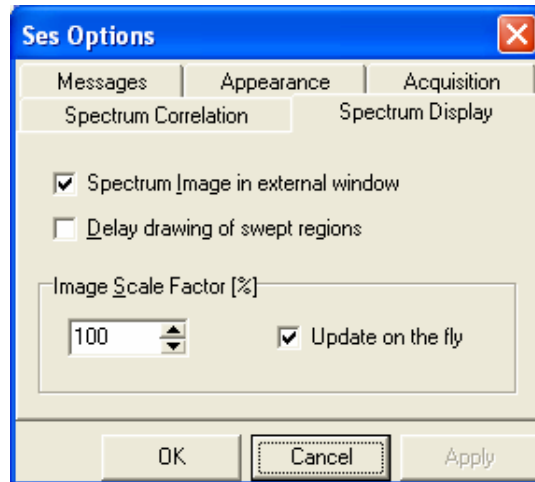 Ses Options
Messages Appearance Acquisition
Spectrum Correlation Spectrum Display
Spectrum Image in external window
Delay drawing of swept regions
Image Scale Factor [%]
100 Update on the fly
OK Cancel Apply